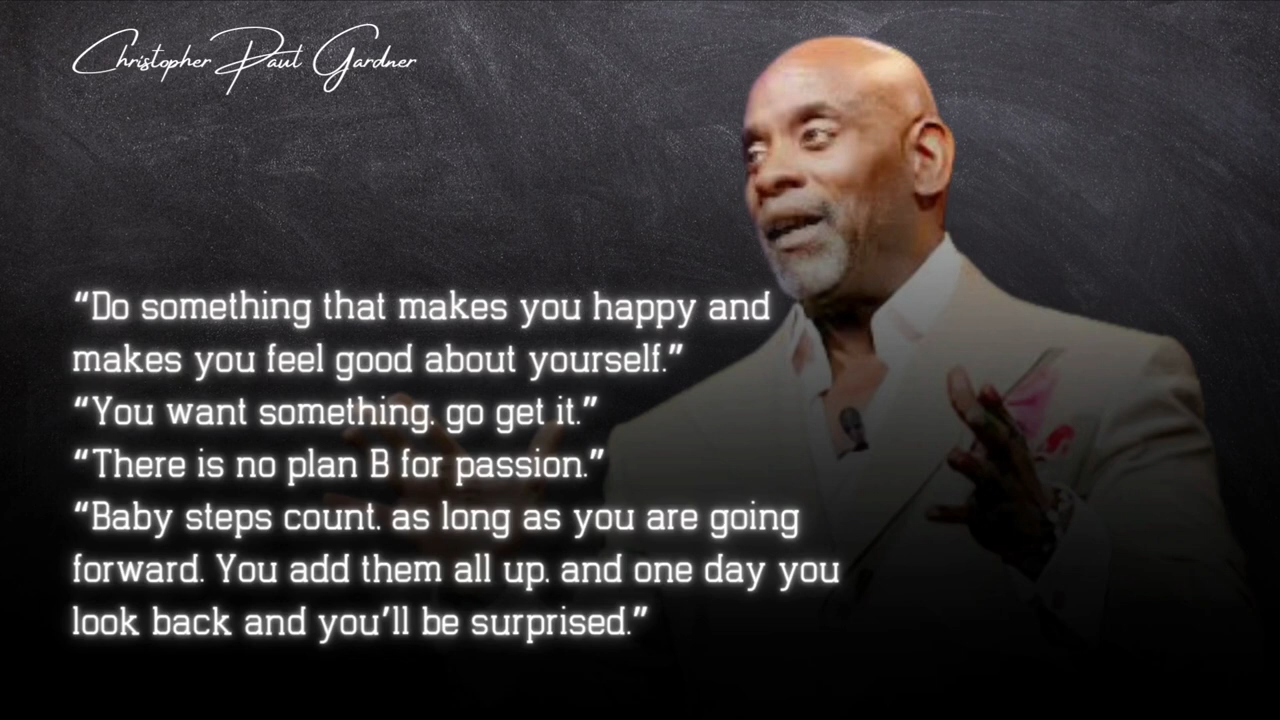 Christopher Paul Gardner
“Do something that makes you happy and
makes you feel good about yourself.”
“You want something. go get it.”
“There is no plan B for passion.”
“Baby steps count. as long as you are going
forward. You add them all up. and one day you
look back and you’ll be surprised.”